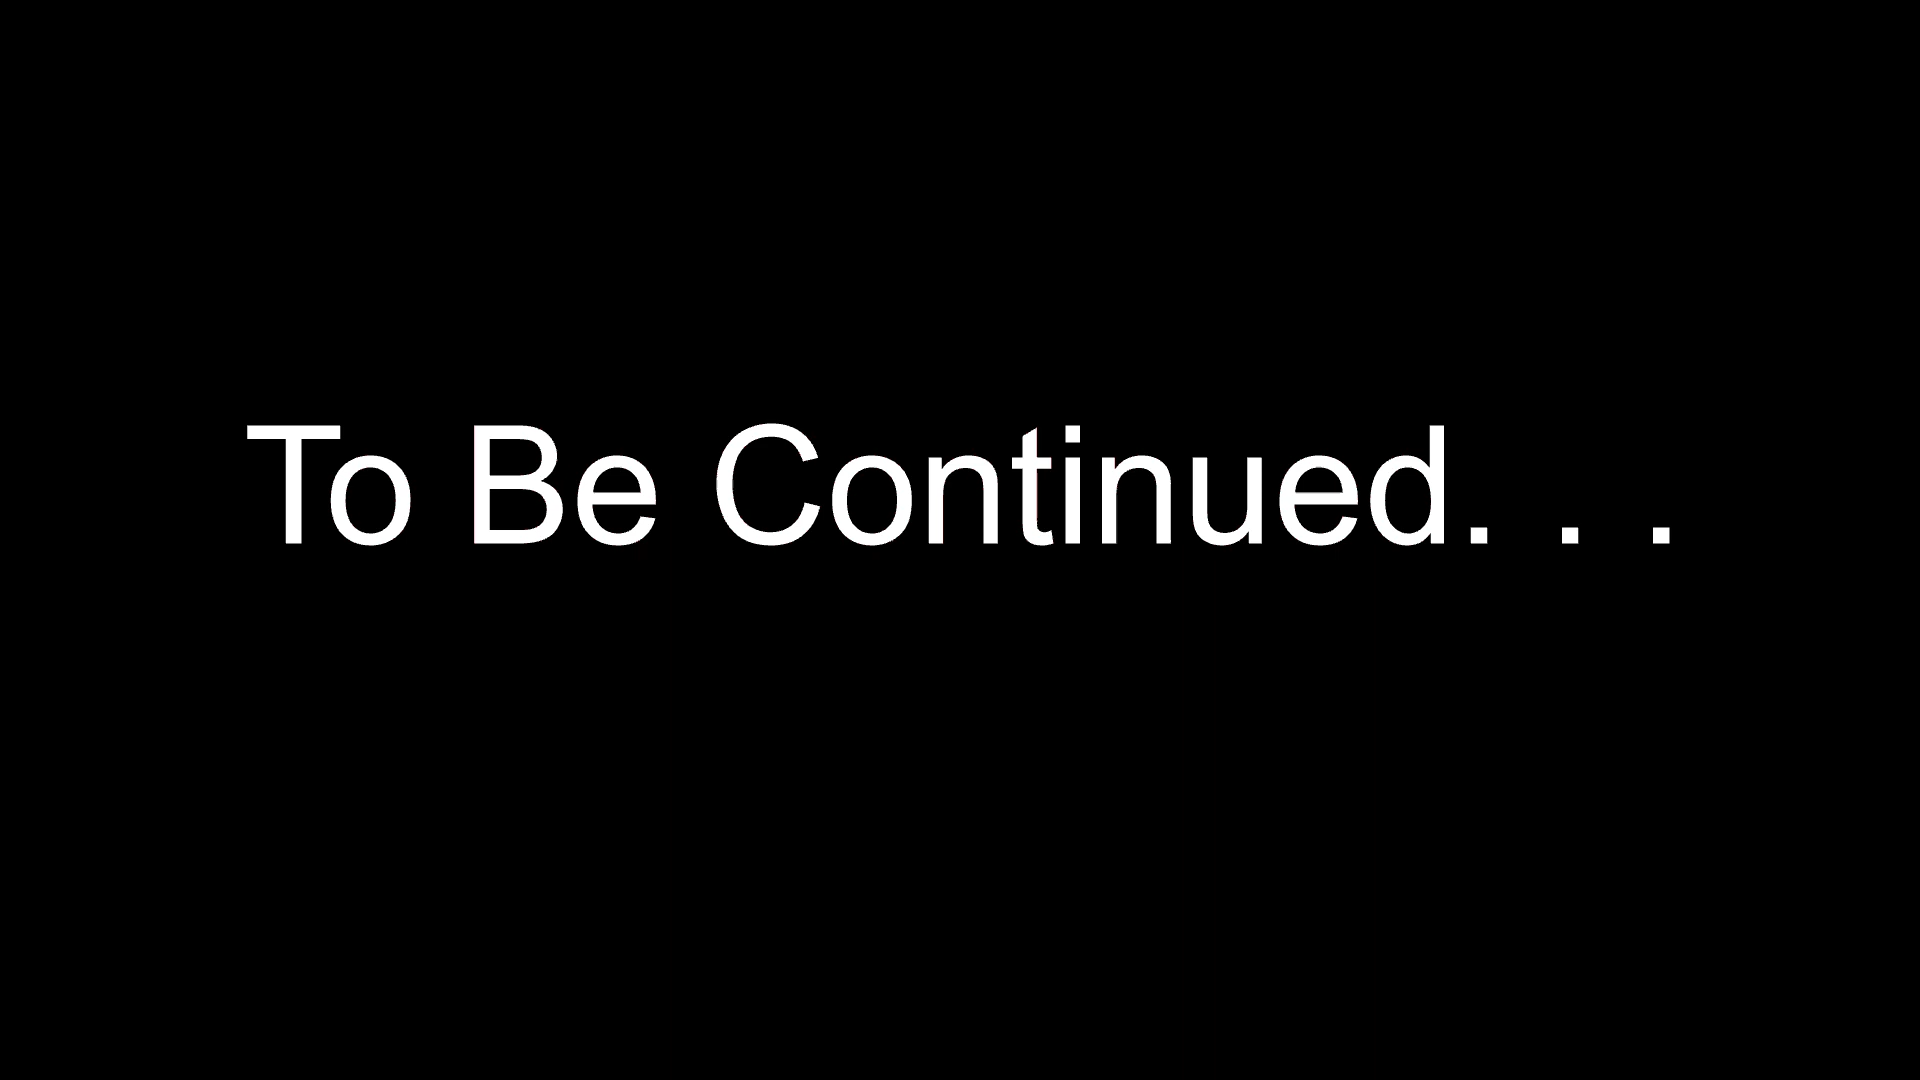 To Be Continued. . .